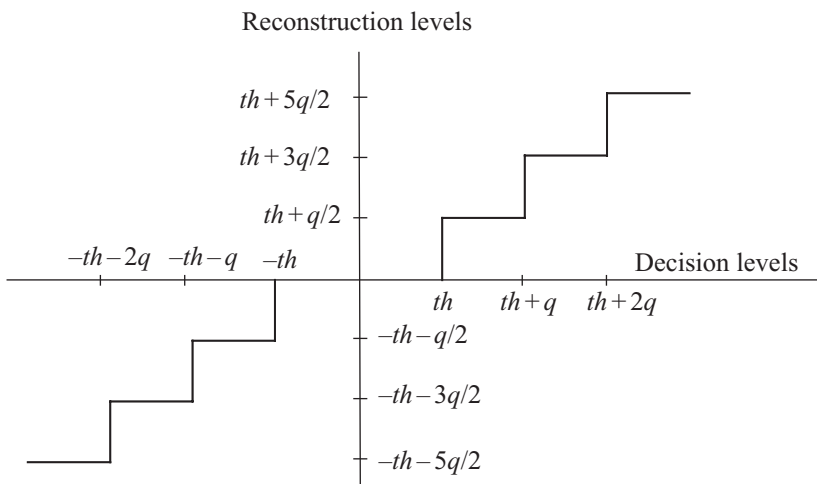 Reconstruction levels
th + 5q/2
th + 3q/2
th + q/2
–th – 2q –th – q –th
Decision levels
th th + q th + 2q
–th – q/2
–th – 3q/2
–th – 5q/2